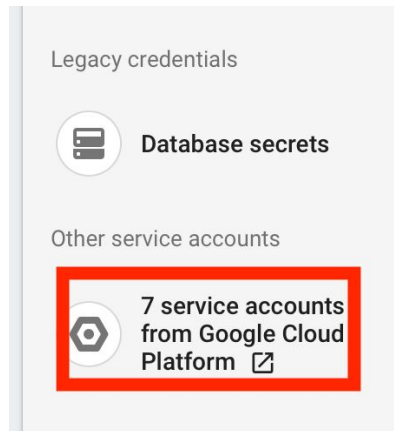 Legacy credentials
Database secrets
Other service accounts
7 service accounts
from Google Cloud
Platform